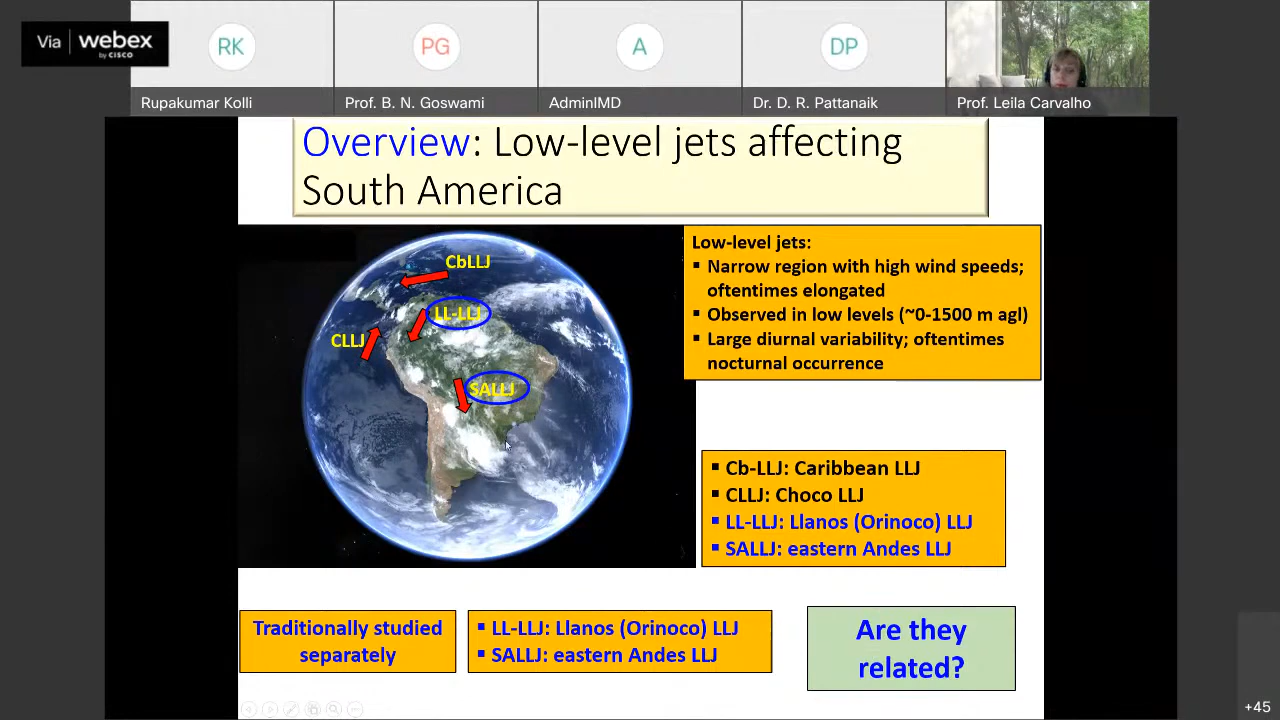 Via webex
by CISCO
RK
PG
A
DP
Rupakumar Kolli
Prof. B. N. Goswami
AdminIMD
Dr. D. R. Pattanaik
Prof. Leila Carvalho
Overview: Low-level jets affecting
South America
CbLLJ
LL-LLJ
CLLJ
SALLJ
Low-level jets:
▪ Narrow region with high wind speeds;
oftentimes elongated
▪ Observed in low levels (~0-1500 m agl)
▪ Large diurnal variability; oftentimes
nocturnal occurrence
▪ Cb-LLJ: Caribbean LLJ
▪ CLLJ: Choco LLJ
▪ LL-LLJ: Llanos (Orinoco) LLJ
▪ SALLJ: eastern Andes LLJ
Traditionally studied
separately
▪ LL-LLJ: Llanos (Orinoco) LLJ
▪ SALLJ: eastern Andes LLJ
Are they
related?
+45